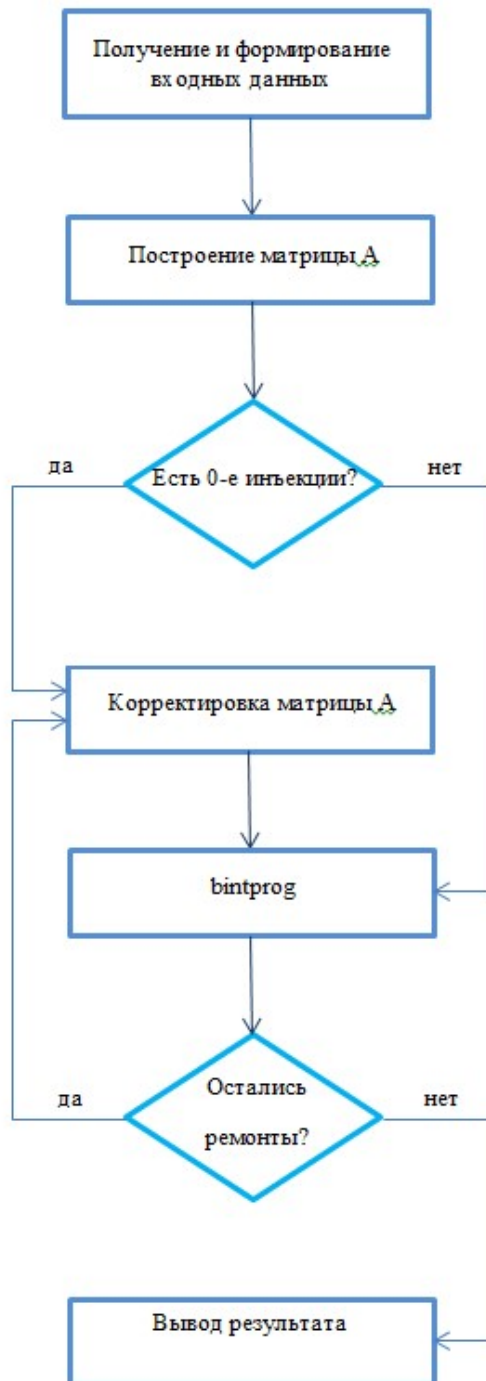 Получение и формирование
входных данных
Построение матрицы А
да
Есть 0-е инъекции?
нет
Корректировка матрицы А
bintprog
да
Остались
ремонты?
нет
Вывод результата